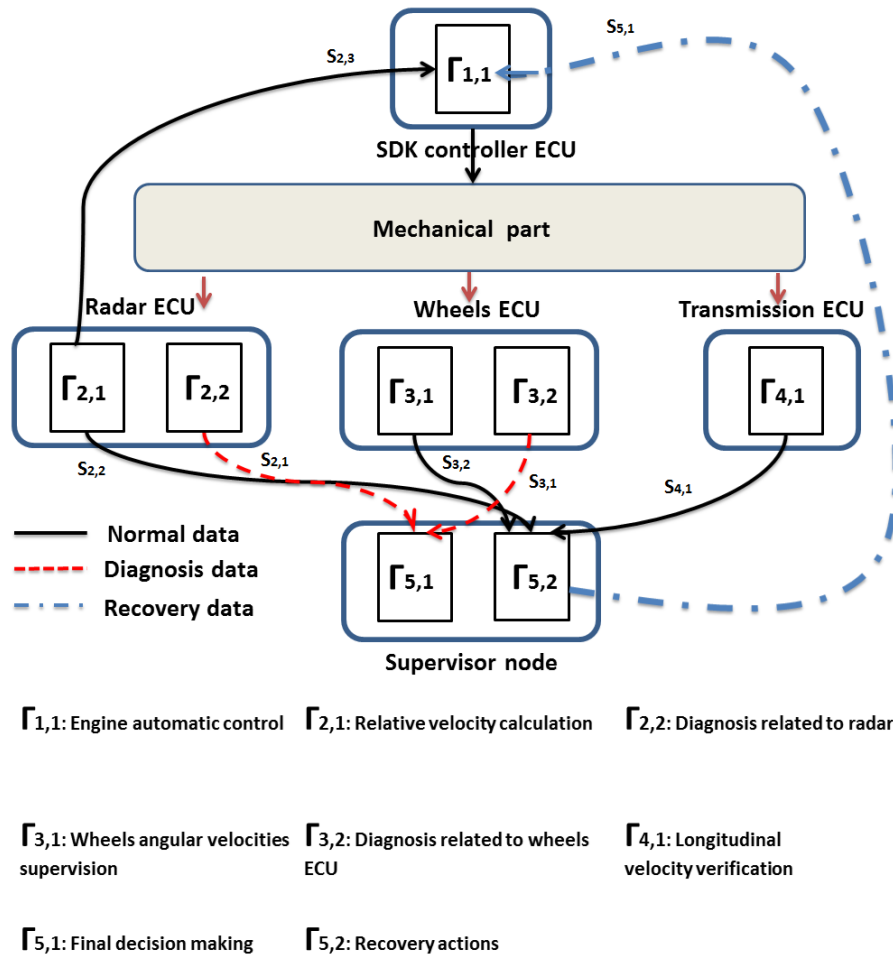 S5,1
S2,3
Γ1,1
SDK controller ECU
Mechanical part
Radar ECU
Wheels ECU
Transmission ECU
Γ2,1
Γ2,2
Γ3,1
Γ3,2
Γ4,1
S2,2
S2,1
S3,2
S3,1
S4,1
Normal data
Diagnosis data
Recovery data
Γ5,1
Γ5,2
Supervisor node
Γ1,1: Engine automatic control
Γ2,1: Relative velocity calculation
Γ2,2: Diagnosis related to radar
Γ3,1: Wheels angular velocities
supervision
Γ3,2: Diagnosis related to wheels
ECU
Γ4,1: Longitudinal
velocity verification
Γ5,1: Final decision making
Γ5,2: Recovery actions